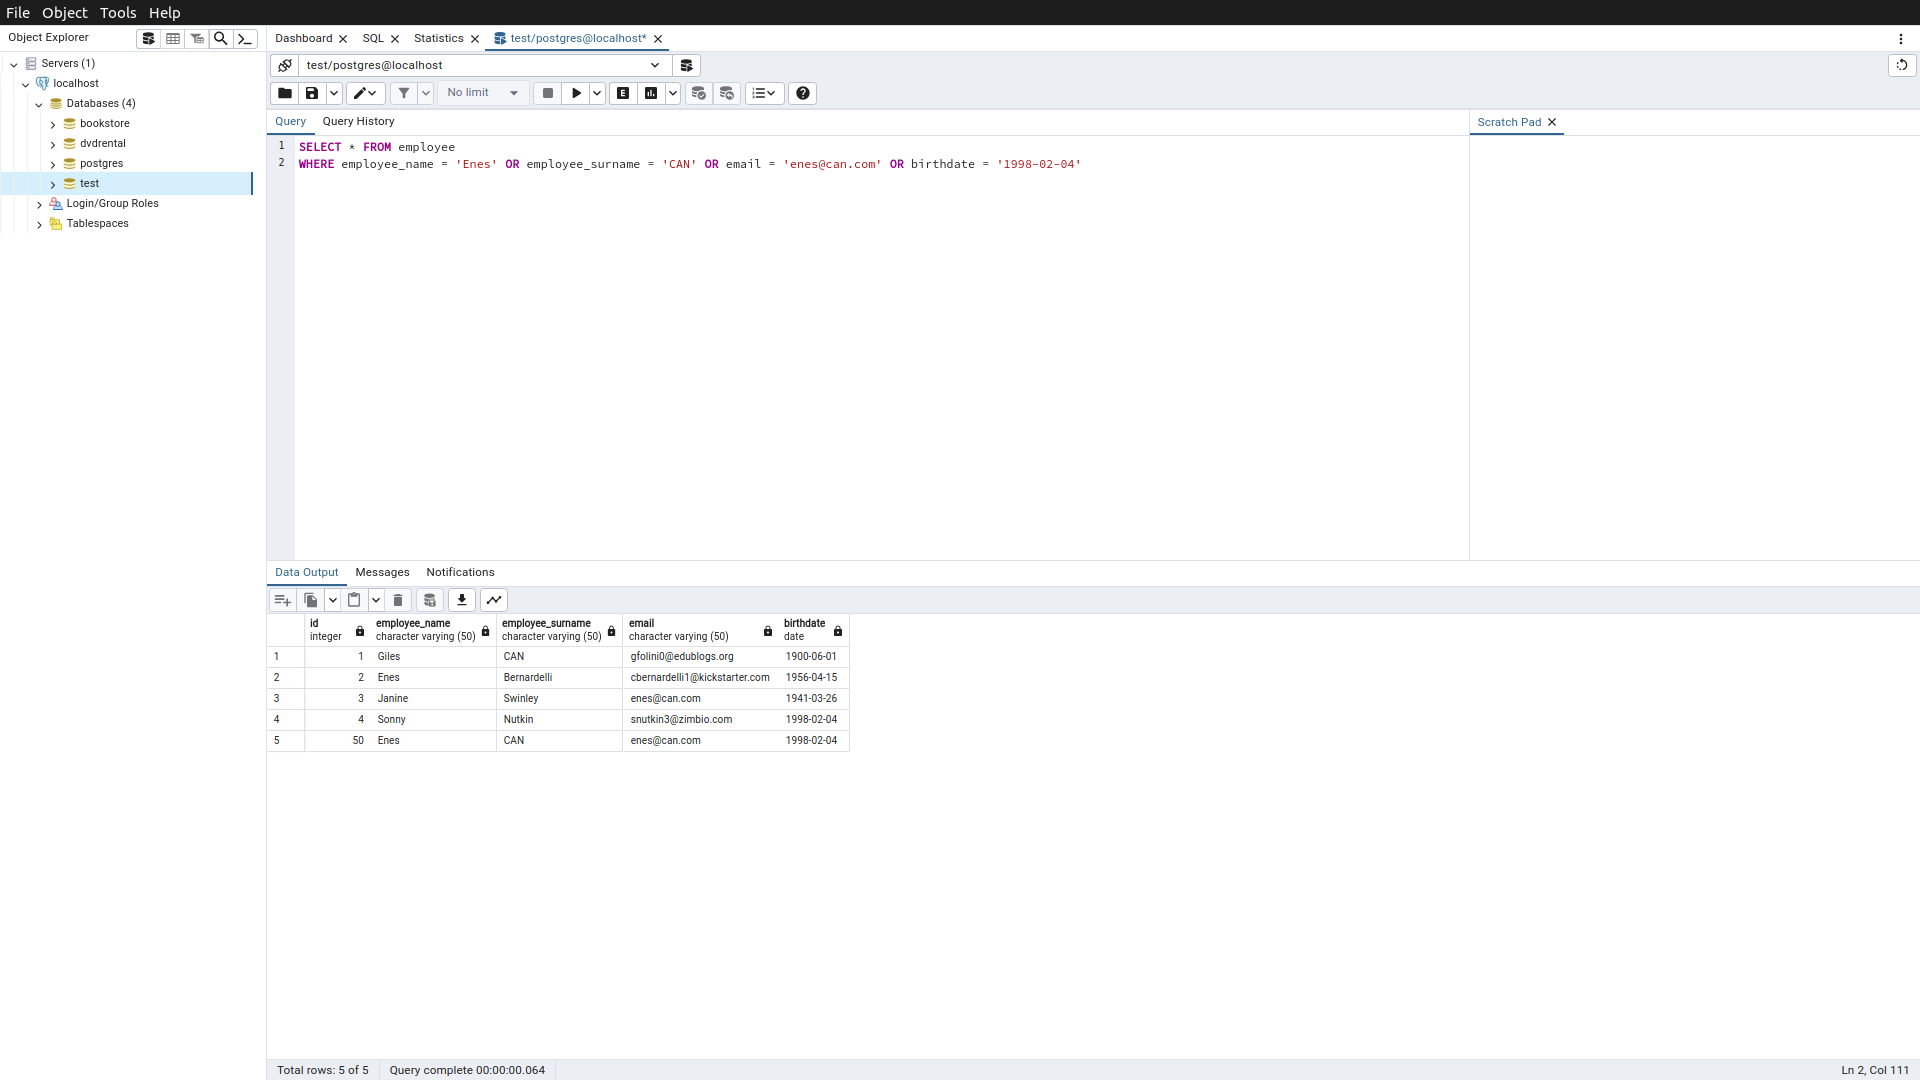 File Object Tools Help
Object Explorer
Servers (1)
localhost
Databases (4)
bookstore
dvdrental
postgres
test
Login/Group Roles
Tablespaces
Dashboard SQL Statistics test/postgres@localhost*
test/postgres@localhost
No limit
E
Query Query History
Scratch Pad
1 SELECT * FROM employee
2 WHERE employee_name = 'Enes' OR employee_surname = 'CAN' OR email = 'enes@can.com' OR birthdate = '1998-02-04'
Data Output Messages Notifications
id employee_name employee_surname email birthdate
integer character varying (50) character varying (50) character varying (50) date
1 1 Giles CAN gfolini0@edublogs.org 1900-06-01
2 2 Enes Bernardelli cbernardelli1@kickstarter.com 1956-04-15
3 3 Janine Swinley enes@can.com 1941-03-26
4 4 Sonny Nutkin snutkin3@zimbio.com 1998-02-04
5 50 Enes CAN enes@can.com 1998-02-04
Total rows: 5 of 5 Query complete 00:00:00.064 Ln 2, Col 111